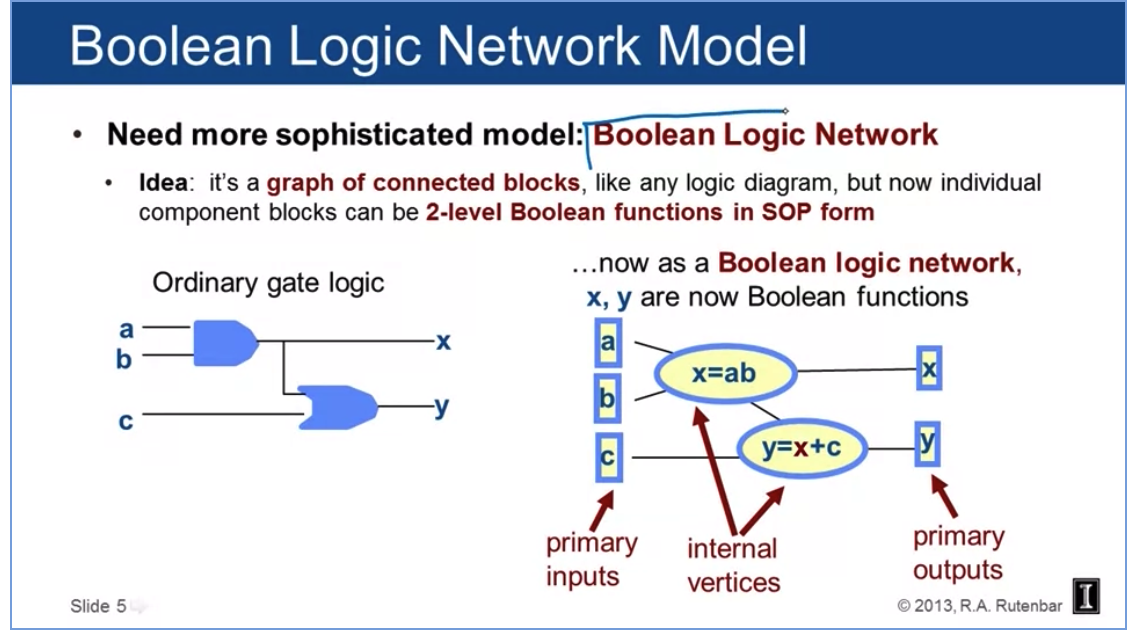 Boolean Logic Network Model
• Need more sophisticated model: Boolean Logic Network
• Idea: it's a graph of connected blocks, like any logic diagram, but now individual
component blocks can be 2-level Boolean functions in SOP form
Ordinary gate logic
a
b
c
x
y
…now as a Boolean logic network,
x, y are now Boolean functions
a
b
c
x=ab
y=x+c
x
y
primary
inputs
internal
vertices
primary
outputs
Slide 5
© 2013, R.A. Rutenbar
I